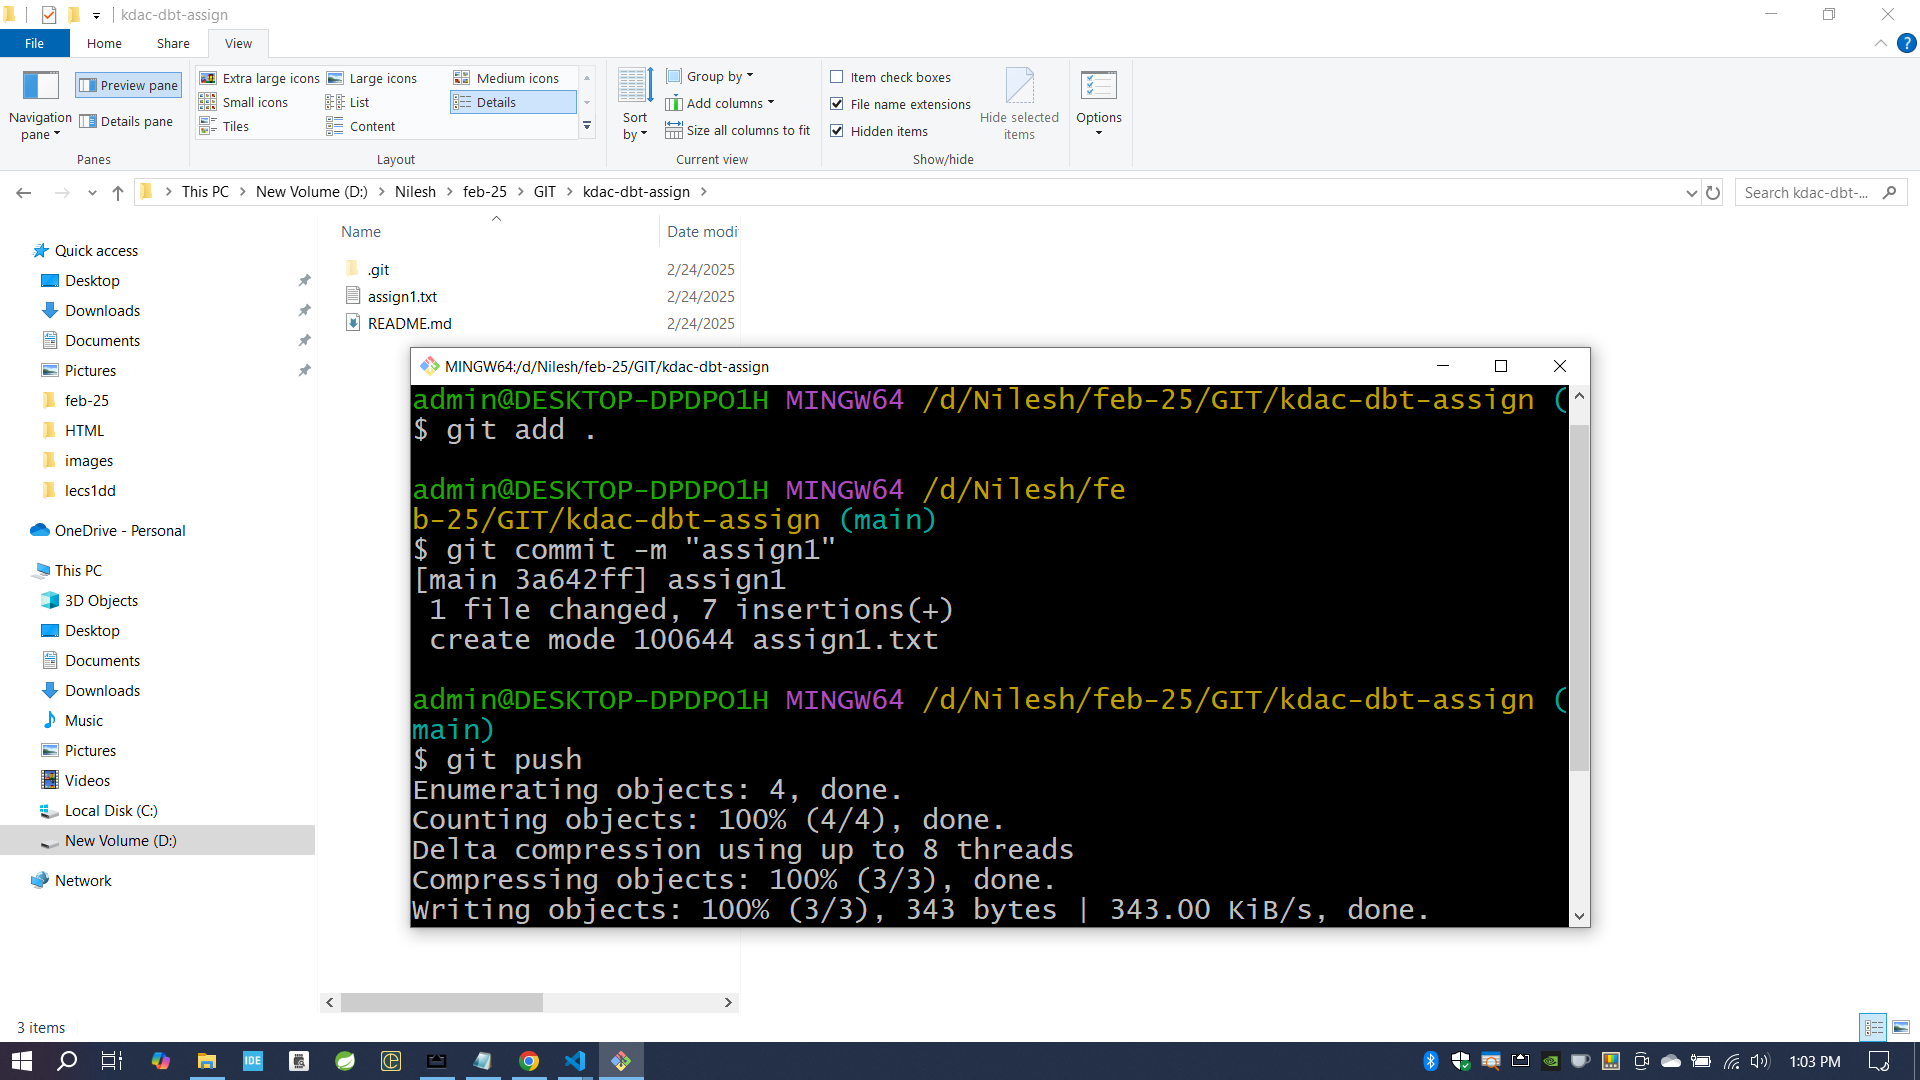 kdac-dbt-assign
File Home Share View
Navigation pane
Preview pane
Details pane
Panes
Extra large icons Large icons Medium icons
Small icons List Details
Tiles Content
Layout
Sort by
Group by
Add columns
Size all columns to fit
Current view
Item check boxes
File name extensions
Hidden items
Hide selected items
Show/hide
Options
This PC New Volume (D:) Nilesh feb-25 GIT kdac-dbt-assign
Search kdac-dbt-...
Quick access
Desktop
Downloads
Documents
Pictures
feb-25
HTML
images
lecs1dd
OneDrive - Personal
This PC
3D Objects
Desktop
Documents
Downloads
Music
Pictures
Videos
Local Disk (C:)
New Volume (D:)
Network
Name Date modi
.git 2/24/2025
assign1.txt 2/24/2025
README.md 2/24/2025
MINGW64:/d/Nilesh/feb-25/GIT/kdac-dbt-assign
admin@DESKTOP-DPDPO1H MINGW64 /d/Nilesh/feb-25/GIT/kdac-dbt-assign (
$ git add .
admin@DESKTOP-DPDPO1H MINGW64 /d/Nilesh/fe
b-25/GIT/kdac-dbt-assign (main)
$ git commit -m "assign1"
[main 3a642ff] assign1
1 file changed, 7 insertions(+)
create mode 100644 assign1.txt
admin@DESKTOP-DPDPO1H MINGW64 /d/Nilesh/feb-25/GIT/kdac-dbt-assign (
main)
$ git push
Enumerating objects: 4, done.
Counting objects: 100% (4/4), done.
Delta compression using up to 8 threads
Compressing objects: 100% (3/3), done.
Writing objects: 100% (3/3), 343 bytes | 343.00 KiB/s, done.
3 items
IDE
1:03 PM